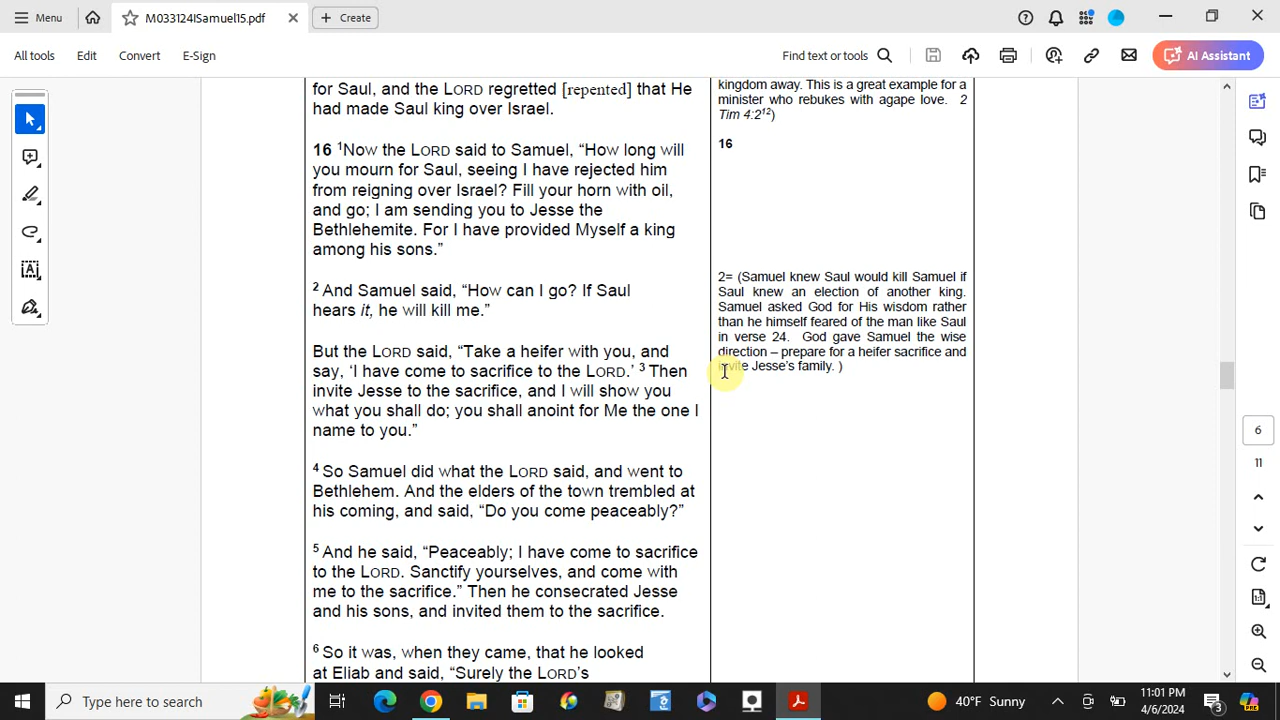 Menu
M033124ISamuel15.pdf
Create
All tools
Edit
Convert
E-Sign
Find text or tools
AI Assistant
for Saul, and the LORD regretted [repented] that He
had made Saul king over Israel.
16 1Now the LORD said to Samuel, “How long will
you mourn for Saul, seeing I have rejected him
from reigning over Israel? Fill your horn with oil,
and go; I am sending you to Jesse the
Bethlehemite. For I have provided Myself a king
among his sons.”
2 And Samuel said, “How can I go? If Saul
hears it, he will kill me.”
But the LORD said, “Take a heifer with you, and
say, ‘I have come to sacrifice to the LORD.’ 3 Then
invite Jesse to the sacrifice, and I will show you
what you shall do; you shall anoint for Me the one I
name to you.”
4 So Samuel did what the LORD said, and went to
Bethlehem. And the elders of the town trembled at
his coming, and said, “Do you come peaceably?”
5 And he said, “Peaceably; I have come to sacrifice
to the LORD. Sanctify yourselves, and come with
me to the sacrifice.” Then he consecrated Jesse
and his sons, and invited them to the sacrifice.
6 So it was, when they came, that he looked
at Eliab and said, “Surely the LORD’s
kingdom away. This is a great example for a
minister who rebukes with agape love. 2
Tim 4:2¹²)
16
2= (Samuel knew Saul would kill Samuel if
Saul knew an election of another king.
Samuel asked God for His wisdom rather
than he himself feared of the man like Saul
in verse 24. God gave Samuel the wise
direction – prepare for a heifer sacrifice and
invite Jesse’s family. )
6
11
1:1
Type here to search
40°F Sunny
11:01 PM
4/6/2024
3
PRE